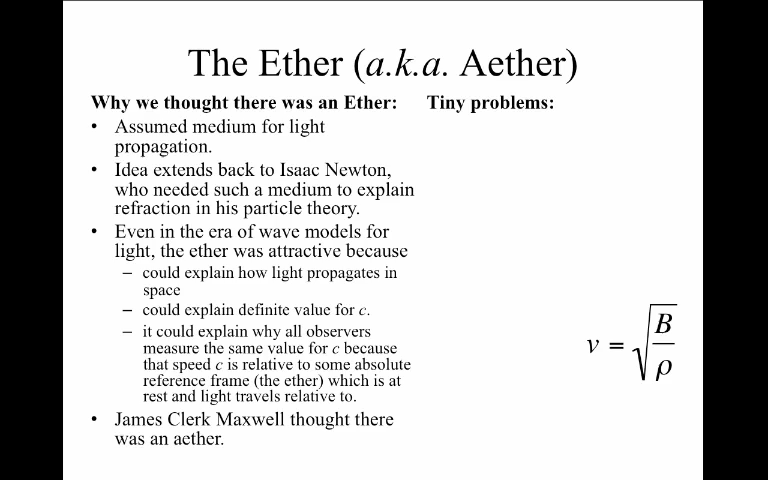 The Ether (a.k.a. Aether)
Why we thought there was an Ether:
• Assumed medium for light
propagation.
• Idea extends back to Isaac Newton,
who needed such a medium to explain
refraction in his particle theory.
• Even in the era of wave models for
light, the ether was attractive because
– could explain how light propagates in
space
– could explain definite value for c.
– it could explain why all observers
measure the same value for c because
that speed c is relative to some absolute
reference frame (the ether) which is at
rest and light travels relative to.
• James Clerk Maxwell thought there
was an aether.
Tiny problems:
v = √(B/ρ)